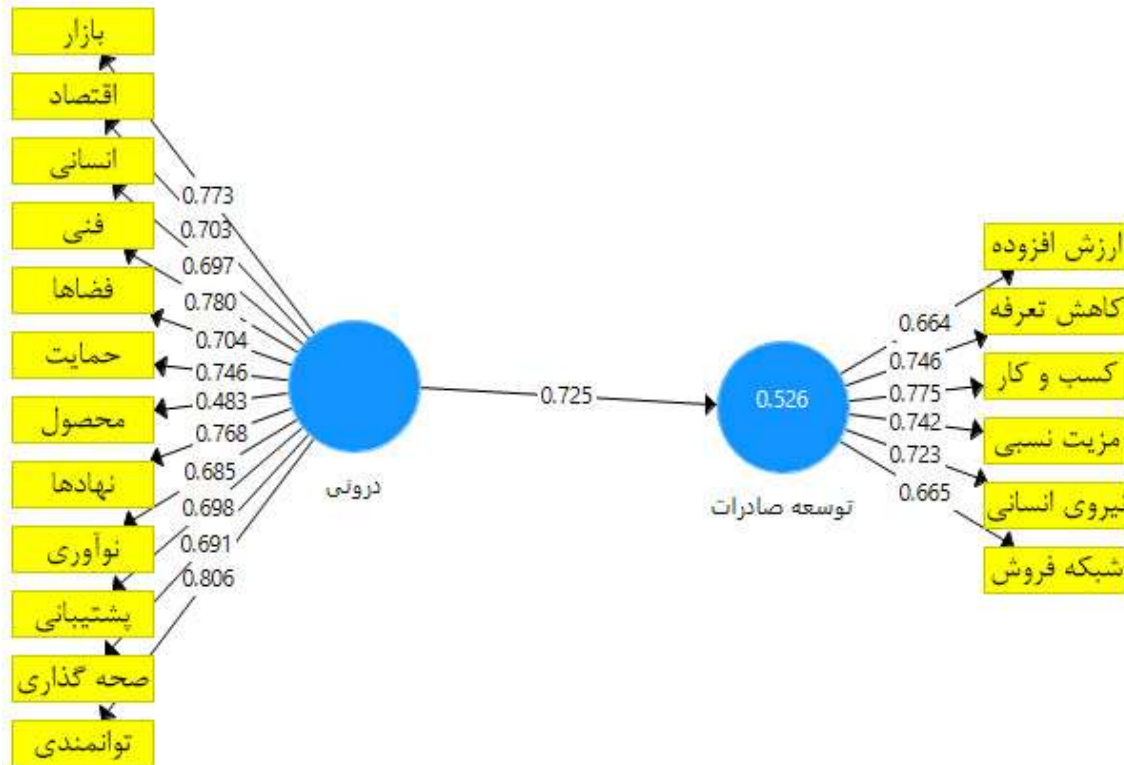 بازار
اقتصاد
انسانی
فنی
فضاها
حمایت
محصول
نهادها
نوآوری
پشتیبانی
صحه گذاری
توانمندی
0.773
0.703
0.697
0.780
0.704
0.746
0.483
0.768
0.685
0.698
0.691
0.806
درونی
0.725
0.526
توسعه صادرات
0.664
0.746
0.775
0.742
0.723
0.665
ارزش افزوده
کاهش تعرفه
کسب و کار
مزیت نسبی
نیروی انسانی
شبکه فروش